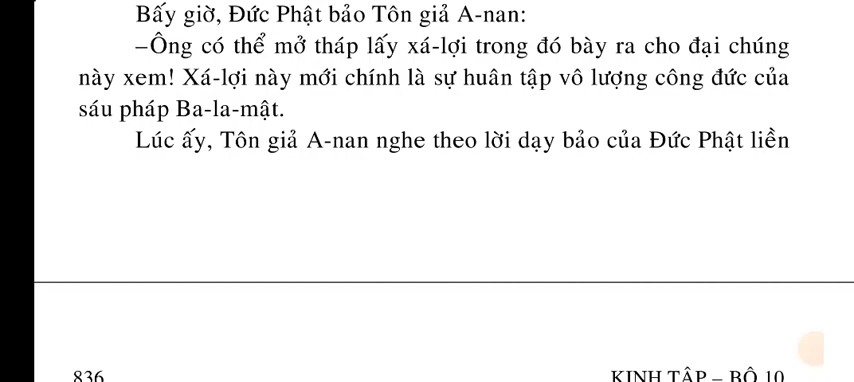 Bấy giờ, Đức Phật bảo Tôn giả A-nan:
–Ông có thể mở tháp lấy xá-lợi trong đó bày ra cho đại chúng
này xem! Xá-lợi này mới chính là sự huân tập vô lượng công đức của
sáu pháp Ba-la-mật.
Lúc ấy, Tôn giả A-nan nghe theo lời dạy bảo của Đức Phật liền
836 KINH TẬP – BỘ 10